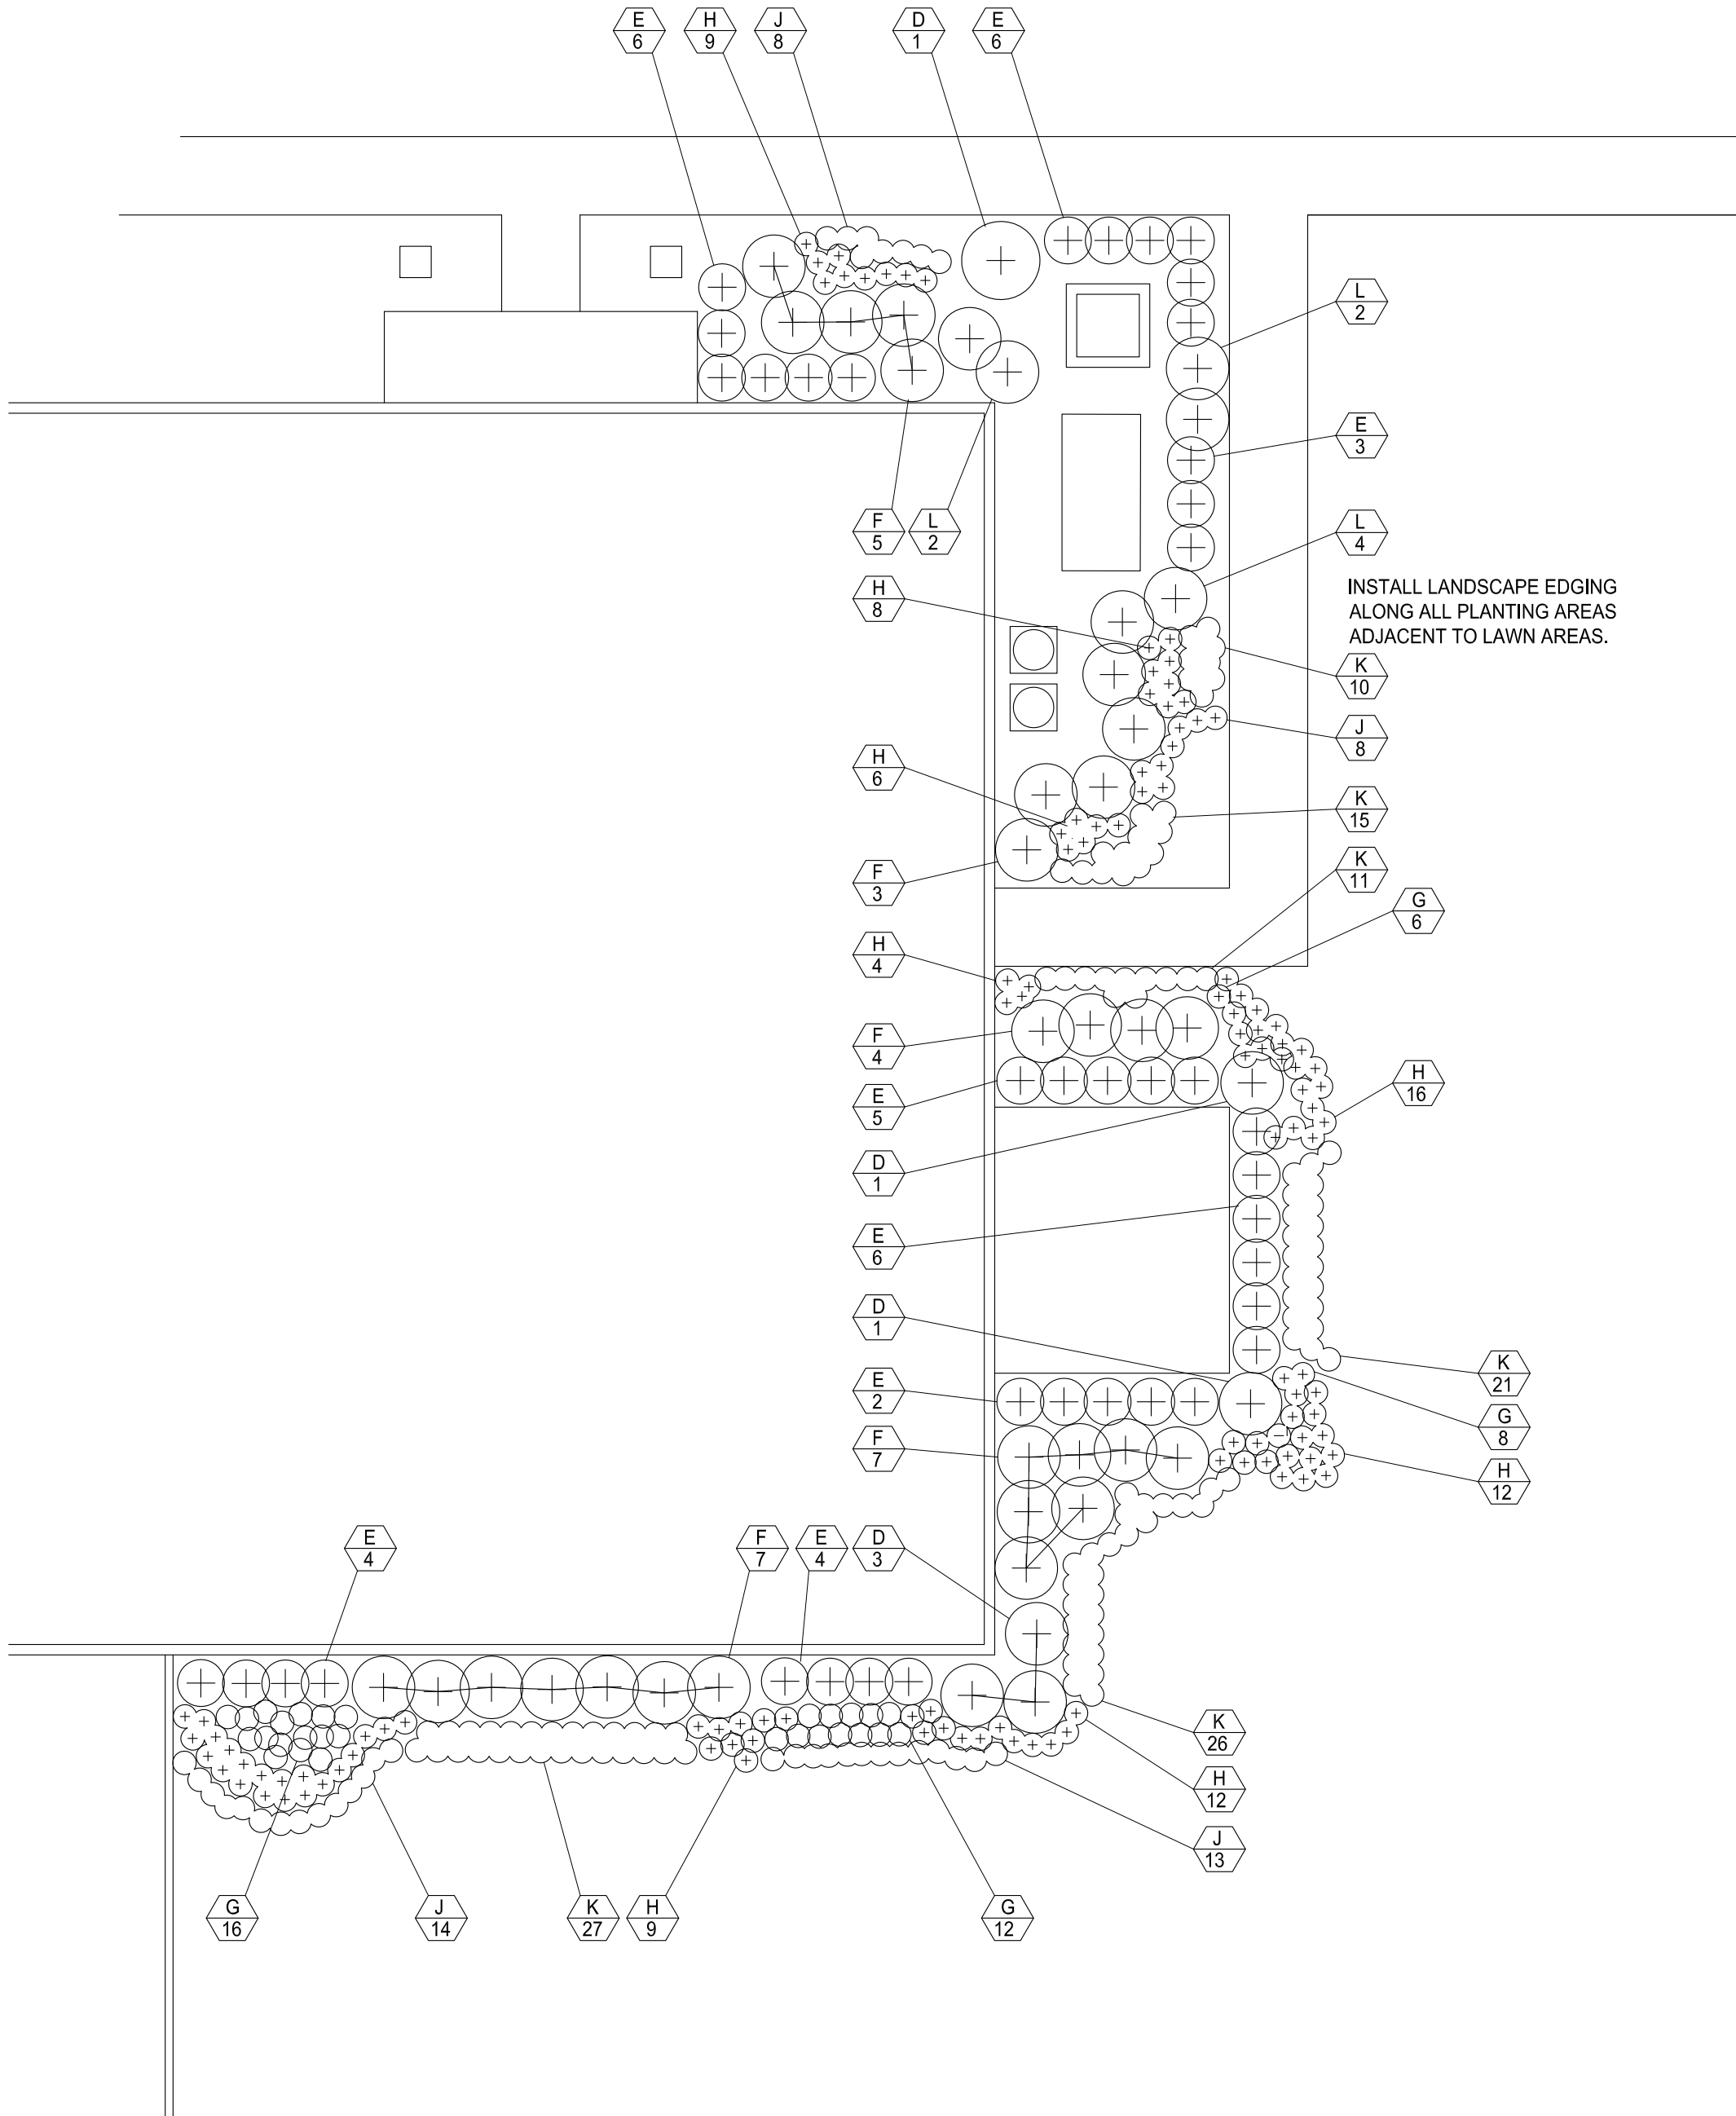 E
6
H
9
J
8
D
1
E
6
L
2
E
3
F
5
L
2
L
4
H
8
INSTALL LANDSCAPE EDGING
ALONG ALL PLANTING AREAS
ADJACENT TO LAWN AREAS.
K
10
J
8
H
6
K
15
F
3
K
11
G
6
H
4
F
4
H
16
E
5
D
1
E
6
D
1
K
21
E
2
G
8
F
7
H
12
E
4
F
7
E
4
D
3
K
26
H
12
J
13
G
16
J
14
K
27
H
9
G
12